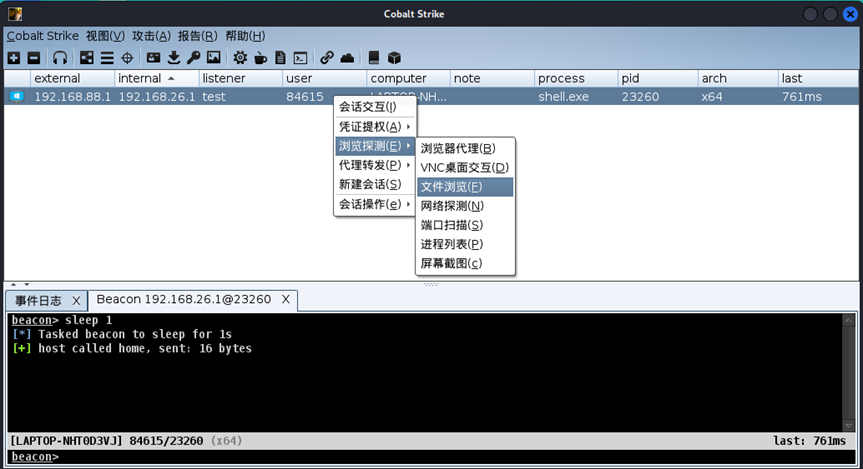 Cobalt Strike
Cobalt Strike 视图(V) 攻击(A) 报告(R) 帮助(H)
external internal listener user computer note process pid arch last
192.168.88.1 192.168.26.1 test 84615 LAPTOP-NH... shell.exe 23260 x64 761ms
会话交互(I)
凭证提权(A)
浏览探测(E)
代理转发(P)
新建会话(S)
会话操作(e)
浏览器代理(B)
VNC桌面交互(D)
文件浏览(F)
网络探测(N)
端口扫描(S)
进程列表(P)
屏幕截图(c)
事件日志 X Beacon 192.168.26.1@23260 X
beacon> sleep 1
[*] Tasked beacon to sleep for 1s
[+] host called home, sent: 16 bytes
[LAPTOP-NHT0D3VJ] 84615/23260 (x64) last: 761ms
beacon>